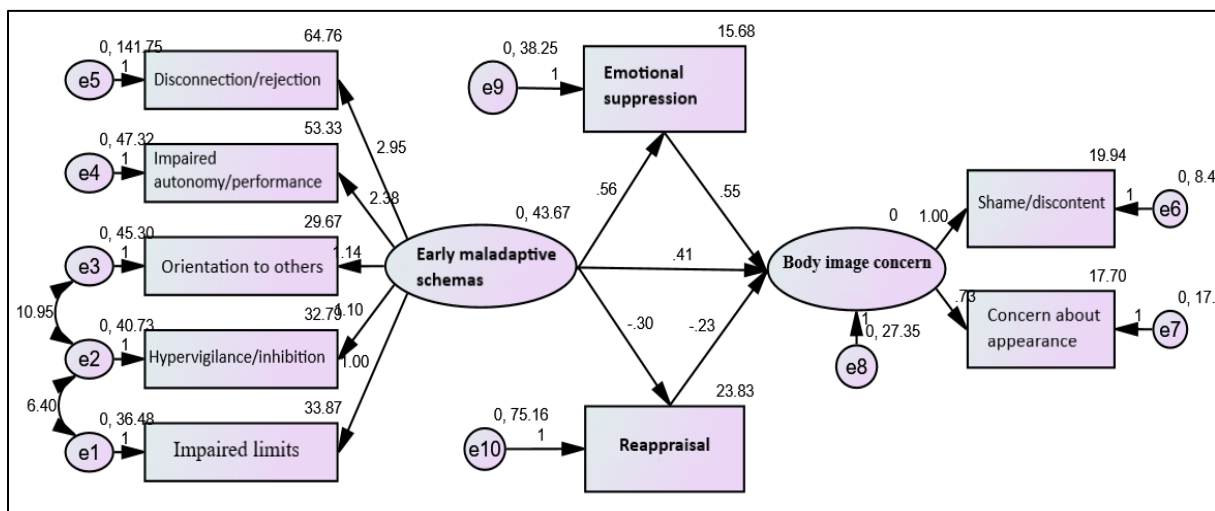 0, 141.75
64.76
e5
1
Disconnection/rejection
0, 47.32
53.33
e4
1
Impaired
autonomy/performance
0, 45.30
29.67
e3
1
Orientation to others
10.95
0, 40.73
32.79
e2
1
Hypervigilance/inhibition
6.40
0, 36.48
33.87
e1
1
Impaired limits
2.95
2.38
1.14
1.10
1.00
0, 43.67
Early maladaptive
schemas
0, 38.25
15.68
e9
1
Emotional
suppression
.56
.55
.41
-.30
-.23
0, 75.16
23.83
e10
1
Reappraisal
0
Body image concern
1
0, 27.35
e8
1.00
.73
19.94
Shame/discontent
0, 8.4
1
e6
17.70
Concern about
appearance
0, 17.
1
e7